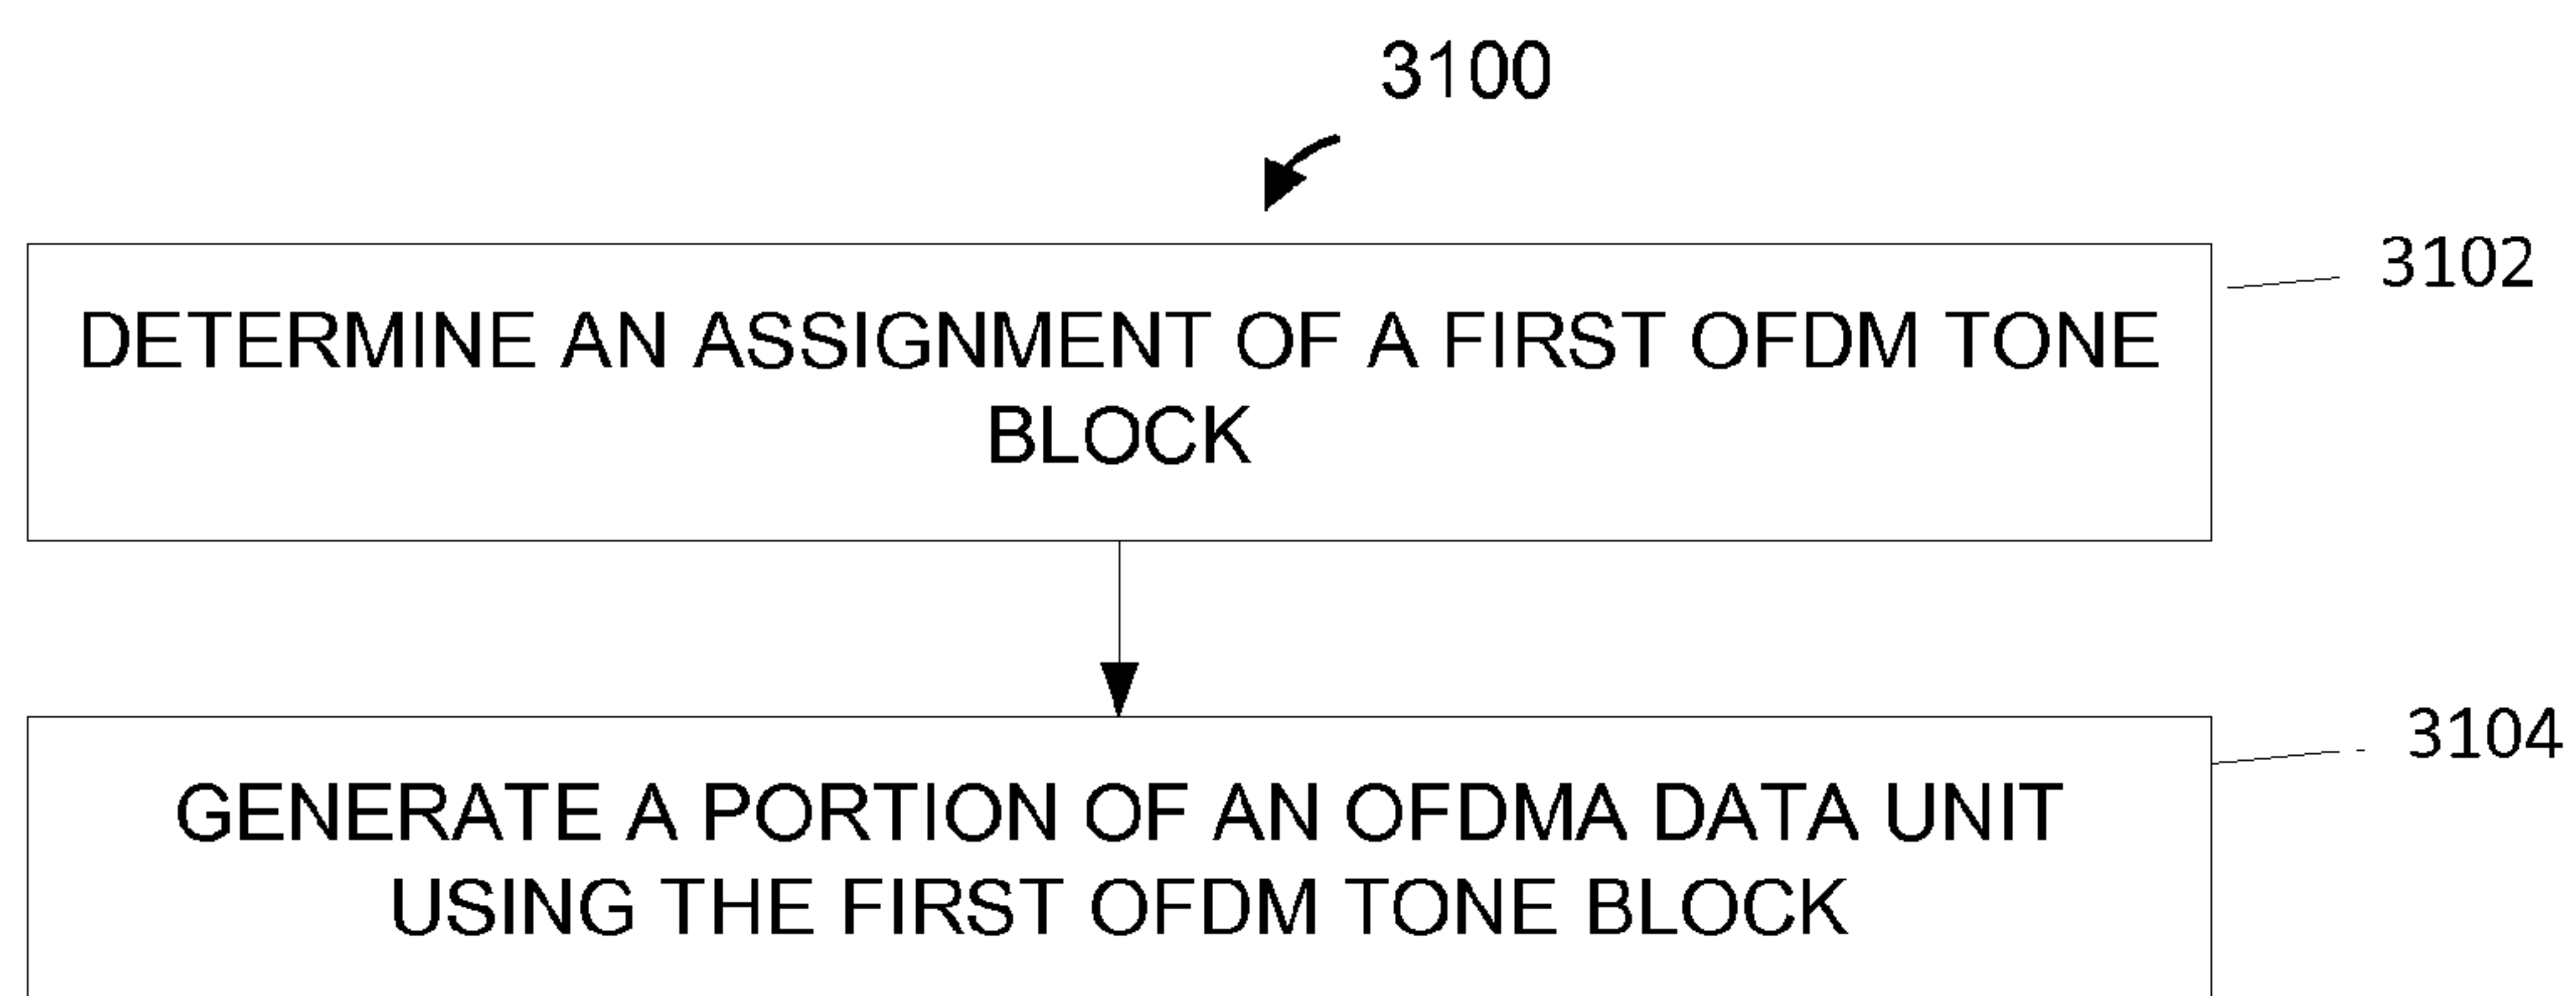 3100
3102
DETERMINE AN ASSIGNMENT OF A FIRST OFDM TONE
BLOCK
3104
GENERATE A PORTION OF AN OFDMA DATA UNIT
USING THE FIRST OFDM TONE BLOCK